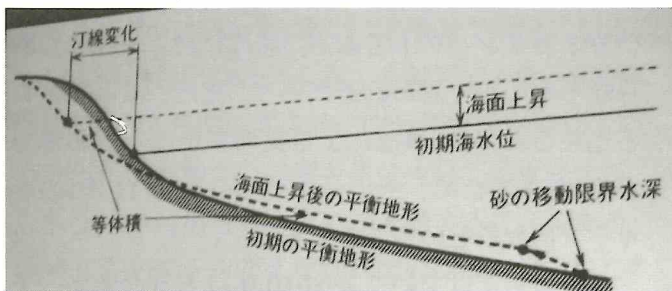 汀線変化
海面上昇
初期海水位
海面上昇後の平衡地形
砂の移動限界水深
等体積
初期の平衡地形